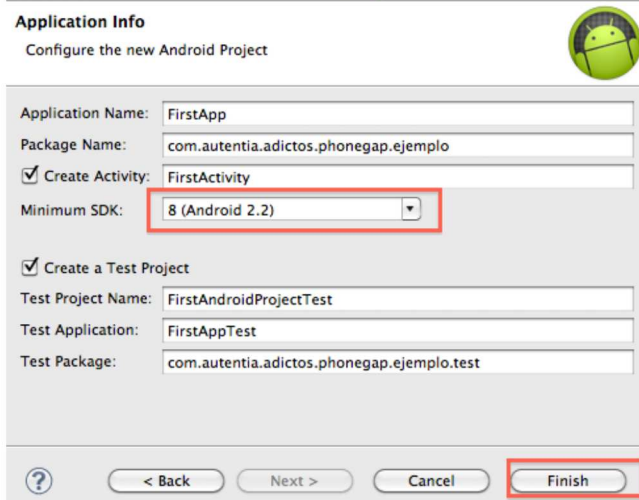 Application Info
Configure the new Android Project
Application Name: FirstApp
Package Name: com.autentia.adictos.phonegap.ejemplo
Create Activity: FirstActivity
Minimum SDK: 8 (Android 2.2)
Create a Test Project
Test Project Name: FirstAndroidProjectTest
Test Application: FirstAppTest
Test Package: com.autentia.adictos.phonegap.ejemplo.test
? < Back Next > Cancel Finish